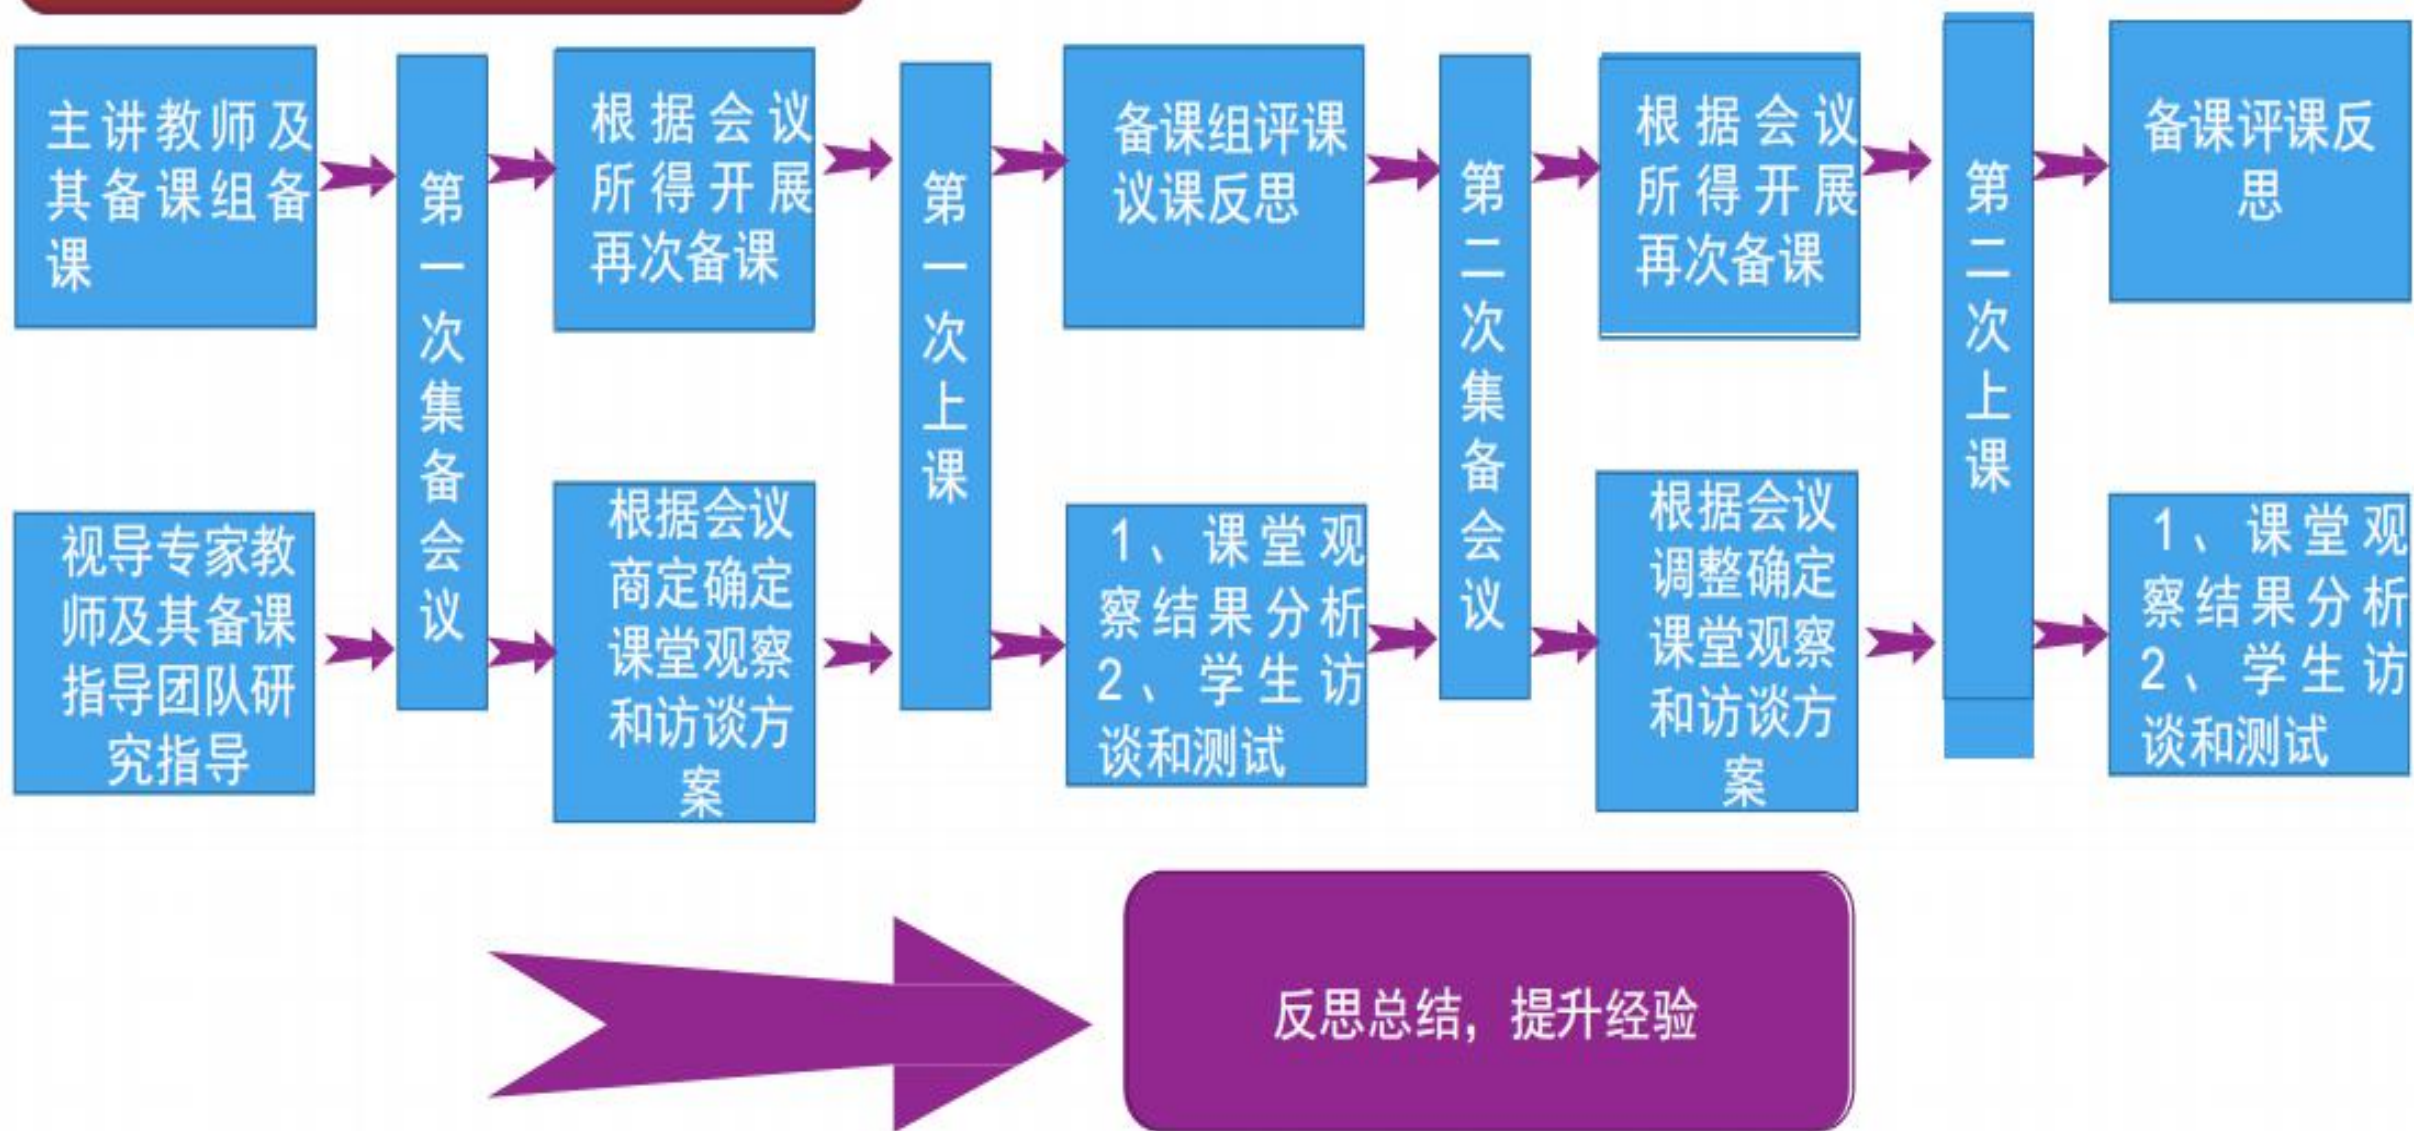 主讲教师及
其备课组备
课
第一次集备会议
根据会议
所得开展
再次备课
第一次上课
备课组评课
议课反思
第二次集备会议
根据会议
所得开展
再次备课
第二次上课
备课评课反
思
视导专家教
师及其备课
指导团队研
究指导
根据会议
商定确定
课堂观察
和访谈方
案
1、课堂观
察结果分析
2、学生访
谈和测试
根据会议
调整确定
课堂观察
和访谈方
案
1、课堂观
察结果分析
2、学生访
谈和测试
反思总结，提升经验